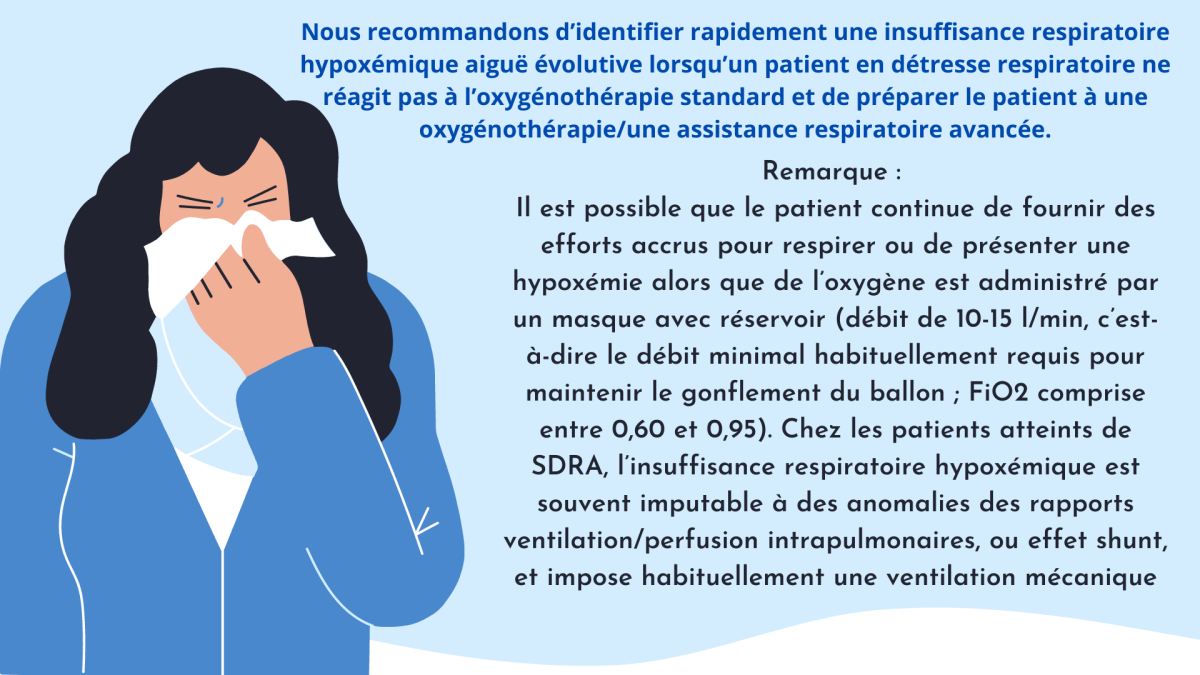 Nous recommandons d’identifier rapidement une insuffisance respiratoire
hypoxémique aiguë évolutive lorsqu’un patient en détresse respiratoire ne
réagit pas à l’oxygénothérapie standard et de préparer le patient à une
oxygénothérapie/une assistance respiratoire avancée.
Remarque :
Il est possible que le patient continue de fournir des
efforts accrus pour respirer ou de présenter une
hypoxémie alors que de l’oxygène est administré par
un masque avec réservoir (débit de 10-15 l/min, c’est-
à-dire le débit minimal habituellement requis pour
maintenir le gonflement du ballon ; FiO2 comprise
entre 0,60 et 0,95). Chez les patients atteints de
SDRA, l’insuffisance respiratoire hypoxémique est
souvent imputable à des anomalies des rapports
ventilation/perfusion intrapulmonaires, ou effet shunt,
et impose habituellement une ventilation mécanique